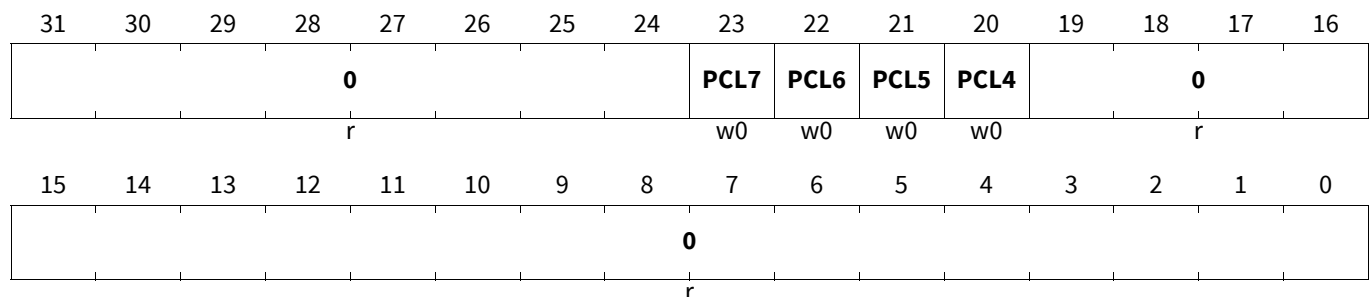 31 30 29 28 27 26 25 24 23 22 21 20 19 18 17 16
0 PCL7 PCL6 PCL5 PCL4 0
r w0 w0 w0 w0 r
15 14 13 12 11 10 9 8 7 6 5 4 3 2 1 0
0
r